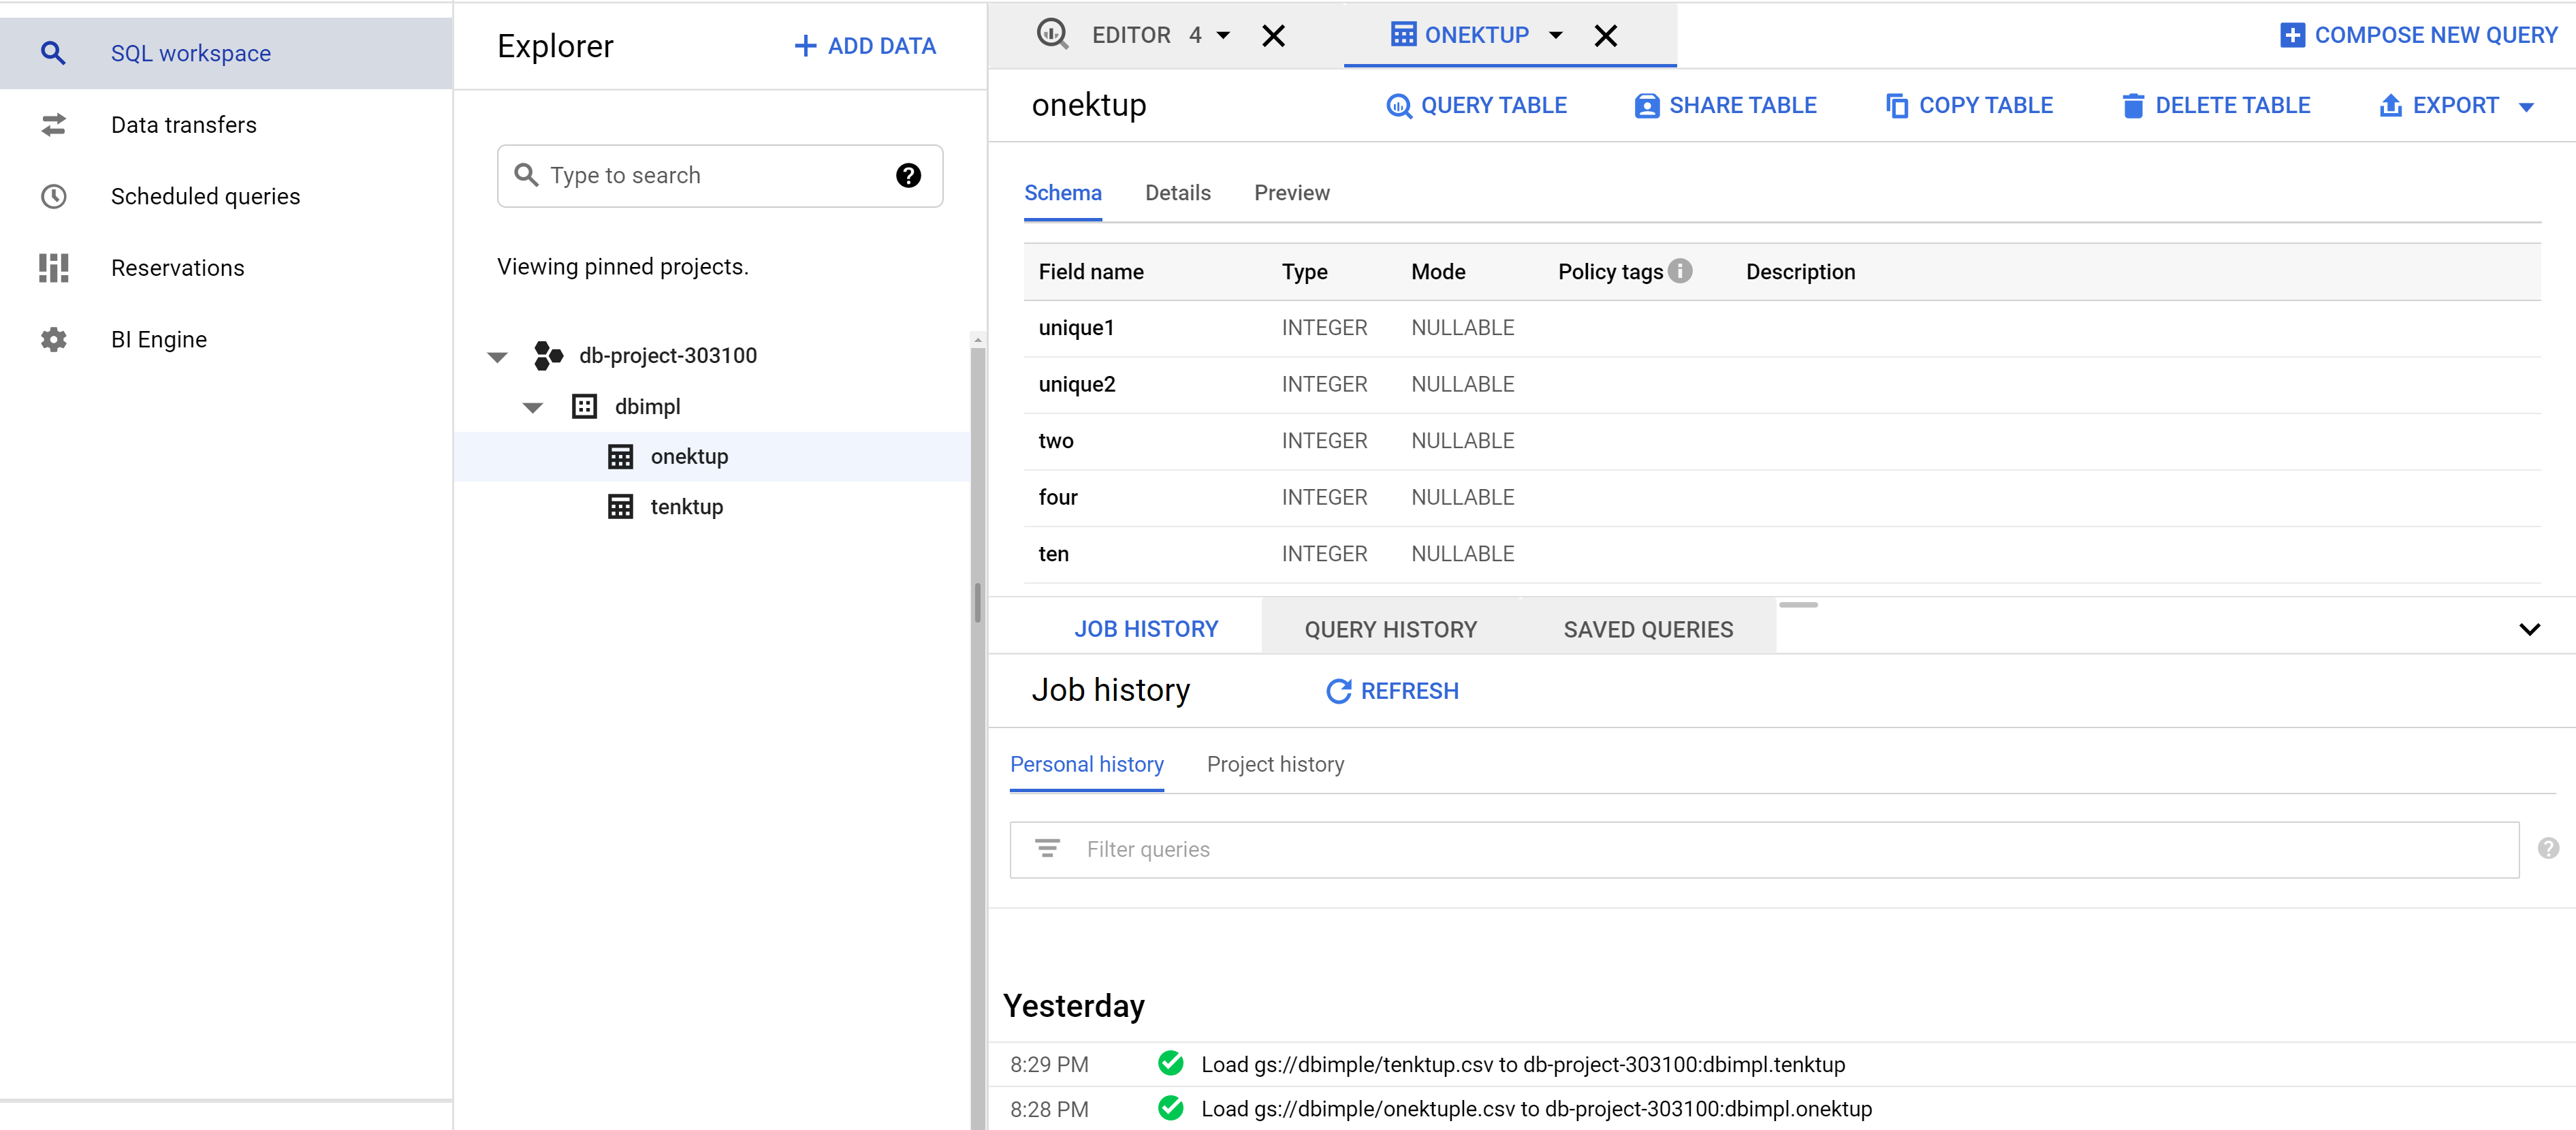 SQL workspace
Data transfers
Scheduled queries
Reservations
BI Engine
Explorer
ADD DATA
Type to search
Viewing pinned projects.
db-project-303100
dbimpl
onektup
tenktup
EDITOR 4
ONEKTUP
COMPOSE NEW QUERY
onektup
QUERY TABLE
SHARE TABLE
COPY TABLE
DELETE TABLE
EXPORT
Schema Details Preview
Field name Type Mode Policy tags Description
unique1 INTEGER NULLABLE
unique2 INTEGER NULLABLE
two INTEGER NULLABLE
four INTEGER NULLABLE
ten INTEGER NULLABLE
JOB HISTORY QUERY HISTORY SAVED QUERIES
Job history REFRESH
Personal history Project history
Filter queries
Yesterday
8:29 PM Load gs://dbimple/tenktup.csv to db-project-303100:dbimpl.tenktup
8:28 PM Load gs://dbimple/onektuple.csv to db-project-303100:dbimpl.onektup